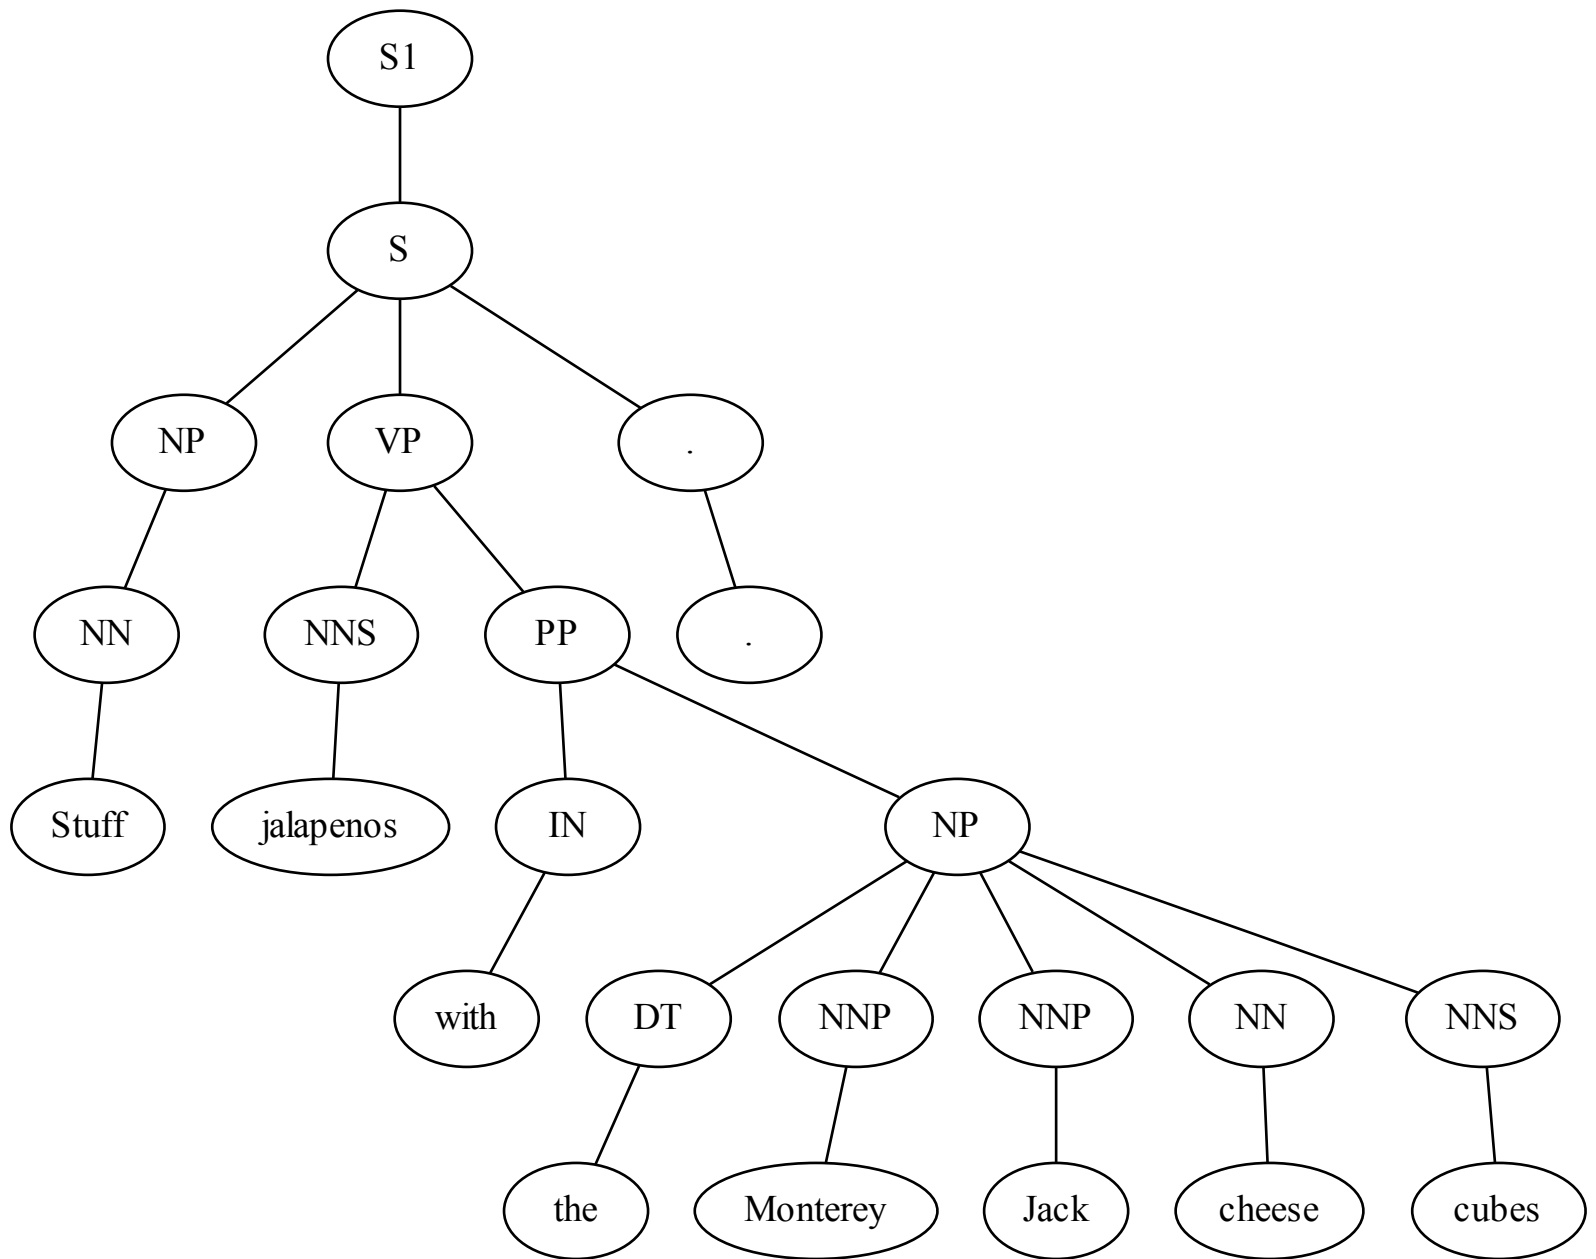 S1
S
NP VP .
NN NNS PP .
Stuff jalapenos IN NP
with DT NNP NNP NN NNS
the Monterey Jack cheese cubes